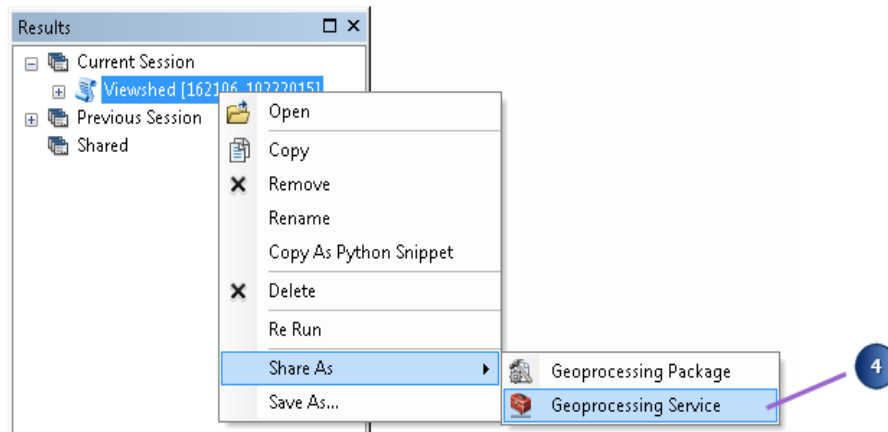 Results
Current Session
Viewshed [162106_10222015]
Previous Session
Shared
Open
Copy
Remove
Rename
Copy As Python Snippet
Delete
Re Run
Share As
Save As...
Geoprocessing Package
Geoprocessing Service
4